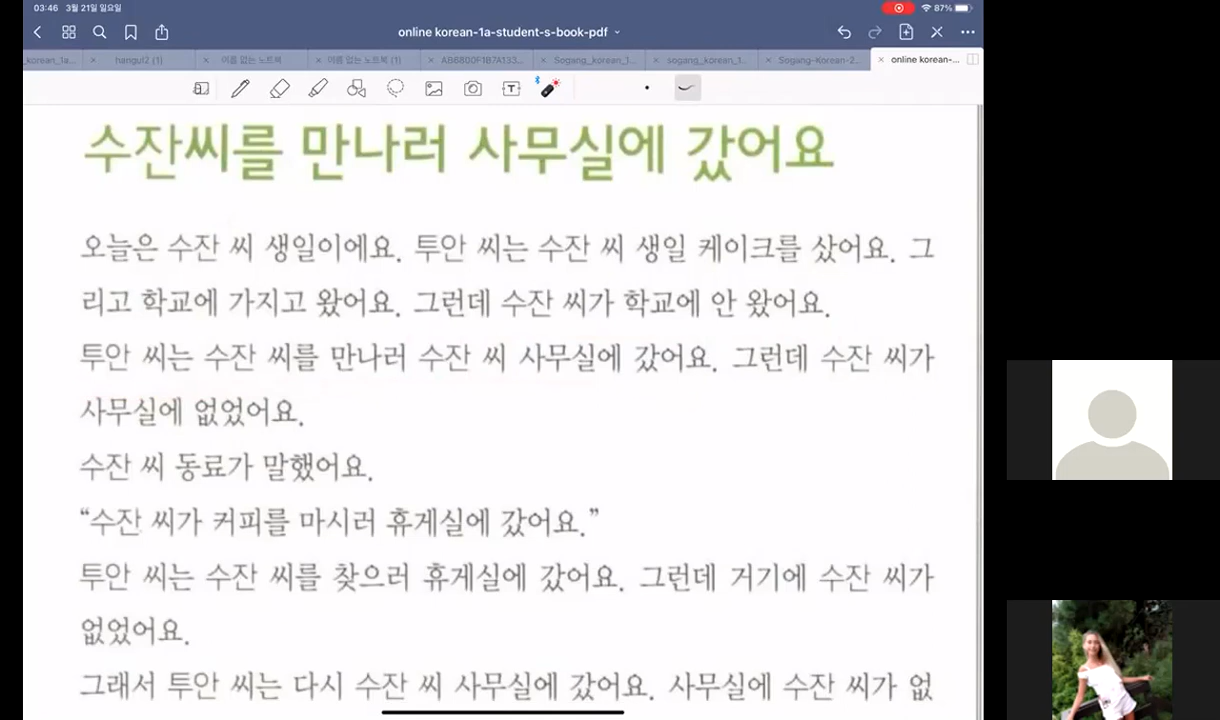 03:46 3월 21일 일요일
87%
online korean-1a-student-s-book-pdf
_korean_1a...
hangul2 (1)
이름 없는 노트북
이름 없는 노트북 (1)
AB6800F1B7A133...
Sogang_korean_1...
sogang_korean_1...
Sogang-Korean-2...
online korean-...
수잔씨를 만나러 사무실에 갔어요
오늘은 수잔 씨 생일이에요. 투안 씨는 수잔 씨 생일 케이크를 샀어요. 그
리고 학교에 가지고 왔어요. 그런데 수잔 씨가 학교에 안 왔어요.
투안 씨는 수잔 씨를 만나러 수잔 씨 사무실에 갔어요. 그런데 수잔 씨가
사무실에 없었어요.
수잔 씨 동료가 말했어요.
“수잔 씨가 커피를 마시러 휴게실에 갔어요.”
투안 씨는 수잔 씨를 찾으러 휴게실에 갔어요. 그런데 거기에 수잔 씨가
없었어요.
그래서 투안 씨는 다시 수잔 씨 사무실에 갔어요. 사무실에 수잔 씨가 없